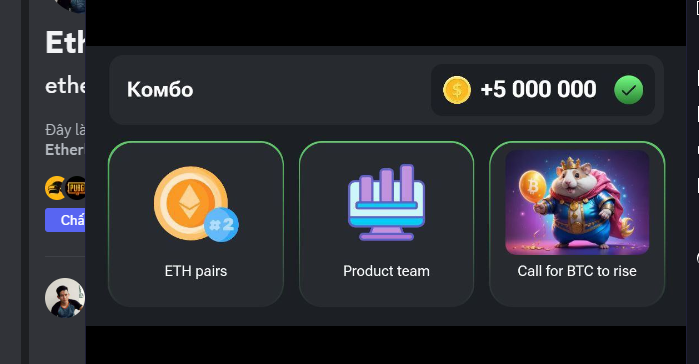 Eth
ethe
Đây là
Ether
Chấ
Комбо
+5 000 000
#2
ETH pairs
Product team
Call for BTC to rise